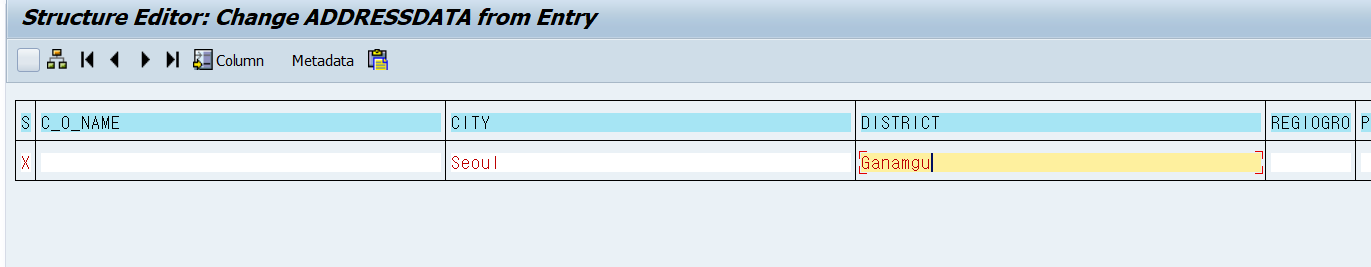 Structure Editor: Change ADDRESSDATA from Entry
Column Metadata
S C_O_NAME CITY DISTRICT REGIOGRO P
X Seoul Ganamgu